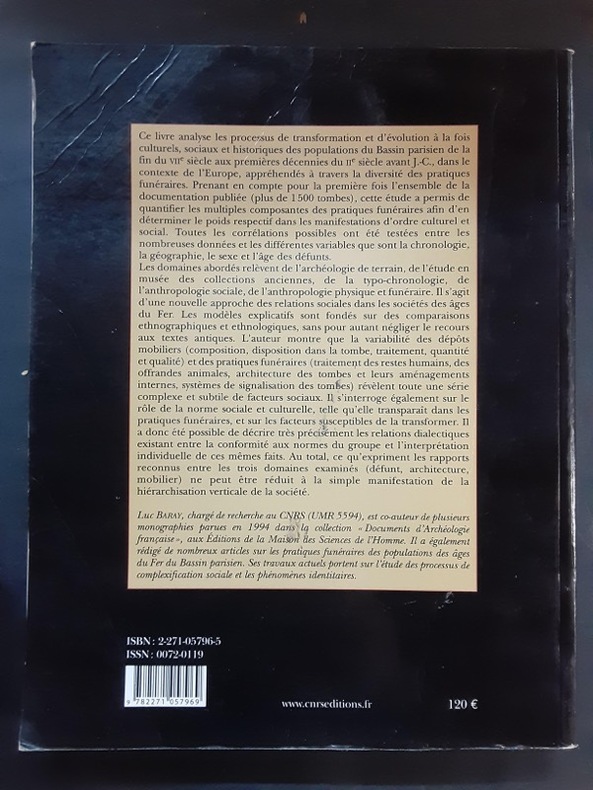 Ce livre analyse les processus de transformation et d'évolution à la fois
culturels, sociaux et historiques des populations du Bassin parisien de la
fin du VIIe siècle aux premières décennies du IIe siècle avant J.-C., dans le
contexte de l'Europe, appréhendés à travers la diversité des pratiques
funéraires. Prenant en compte pour la première fois l'ensemble de la
documentation publiée (plus de 1 500 tombes), cette étude a permis de
quantifier les multiples composantes des pratiques funéraires afin d'en
déterminer le poids respectif dans les manifestations d'ordre culturel et
social. Toutes les corrélations possibles ont été testées entre les
nombreuses données et les différentes variables que sont la chronologie,
la géographie, le sexe et l'âge des défunts.
Les domaines abordés relèvent de l'archéologie de terrain, de l'étude en
musée des collections anciennes, de la typo-chronologie, de
l'anthropologie sociale, de l'anthropologie physique et funéraire. Il s'agit
d'une nouvelle approche des relations sociales dans les sociétés des âges
du Fer. Les modèles explicatifs sont fondés sur des comparaisons
ethnographiques et ethnologiques, sans pour autant négliger le recours
aux textes antiques. L'auteur montre que la variabilité des dépôts
mobiliers (composition, disposition dans la tombe, traitement, quantité
et qualité) et des pratiques funéraires (traitement des restes humains, des
offrandes animales, architecture des tombes et leurs aménagements
internes, systèmes de signalisation des tombes) révèlent toute une série
complexe et subtile de facteurs sociaux. Il s'interroge également sur le
rôle de la norme sociale et culturelle, telle qu'elle transparaît dans les
pratiques funéraires, et sur les facteurs susceptibles de la transformer. Il
a donc été possible de décrire très précisément les relations dialectiques
existant entre la conformité aux normes du groupe et l'interprétation
individuelle de ces mêmes faits. Au total, ce qu'expriment les rapports
reconnus entre les trois domaines examinés (défunt, architecture,
mobilier) ne peut être réduit à la simple manifestation de la
hiérarchisation verticale de la société.
Luc BARAY, chargé de recherche au CNRS (UMR 5594), est co-auteur de plusieurs
monographies parues en 1994 dans la collection « Documents d'Archéologie
française », aux Éditions de la Maison des Sciences de l'Homme. Il a également
rédigé de nombreux articles sur les pratiques funéraires des populations des âges
du Fer du Bassin parisien. Ses travaux actuels portent sur l'étude des processus de
complexification sociale et les phénomènes identitaires.
ISBN : 2-271-05796-5
ISSN : 0072-0119
9 782271 057969
www.cnrseditions.fr
120 €